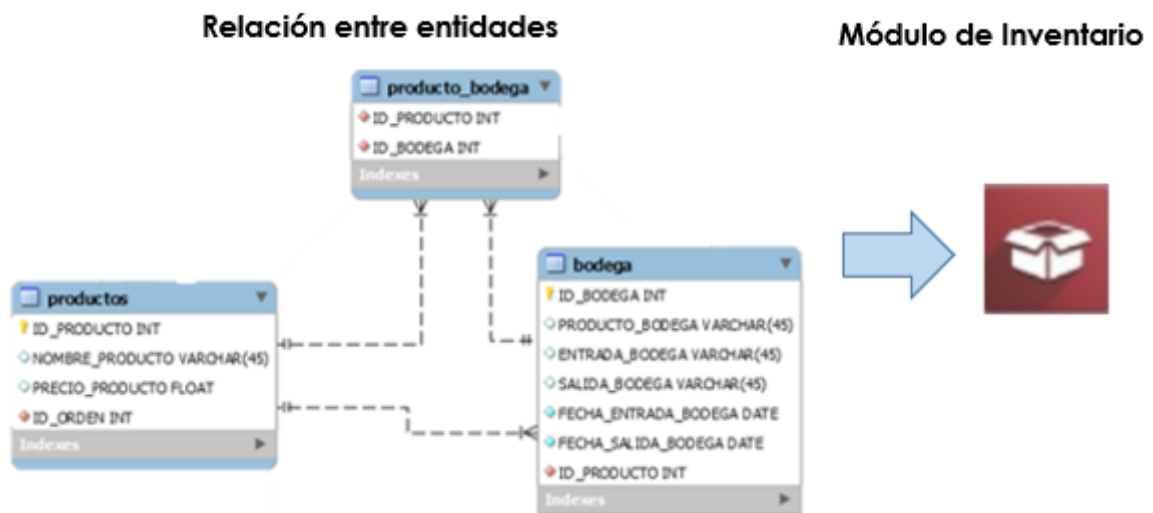 Relación entre entidades
Módulo de Inventario
producto_bodega
ID_PRODUCTO INT
ID_BODEGA INT
Indexes
productos
ID_PRODUCTO INT
NOMBRE_PRODUCTO VARCHAR(45)
PRECIO_PRODUCTO FLOAT
ID_ORDEN INT
Indexes
bodega
ID_BODEGA INT
PRODUCTO_BODEGA VARCHAR(45)
ENTRADA_BODEGA VARCHAR(45)
SALIDA_BODEGA VARCHAR(45)
FECHA_ENTRADA_BODEGA DATE
FECHA_SALIDA_BODEGA DATE
ID_PRODUCTO INT
Indexes